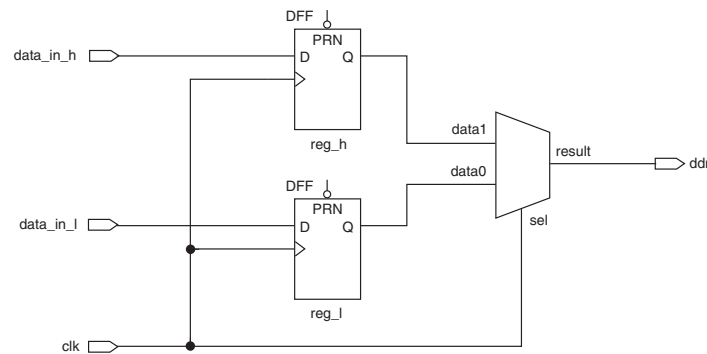 DFF
PRN
data_in_h
D
Q
reg_h
data1
result
data0
DFF
PRN
data_in_l
D
Q
sel
reg_l
clk